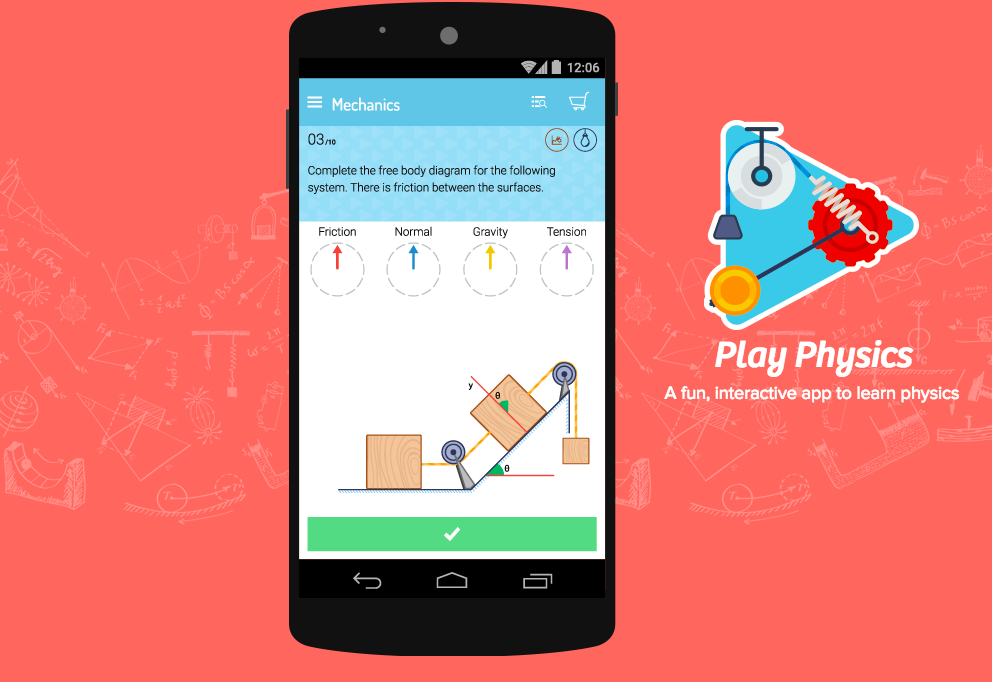 12:06
Mechanics
03/10
Complete the free body diagram for the following
system. There is friction between the surfaces.
Friction Normal Gravity Tension
y
θ
θ
Play Physics
A fun, interactive app to learn physics